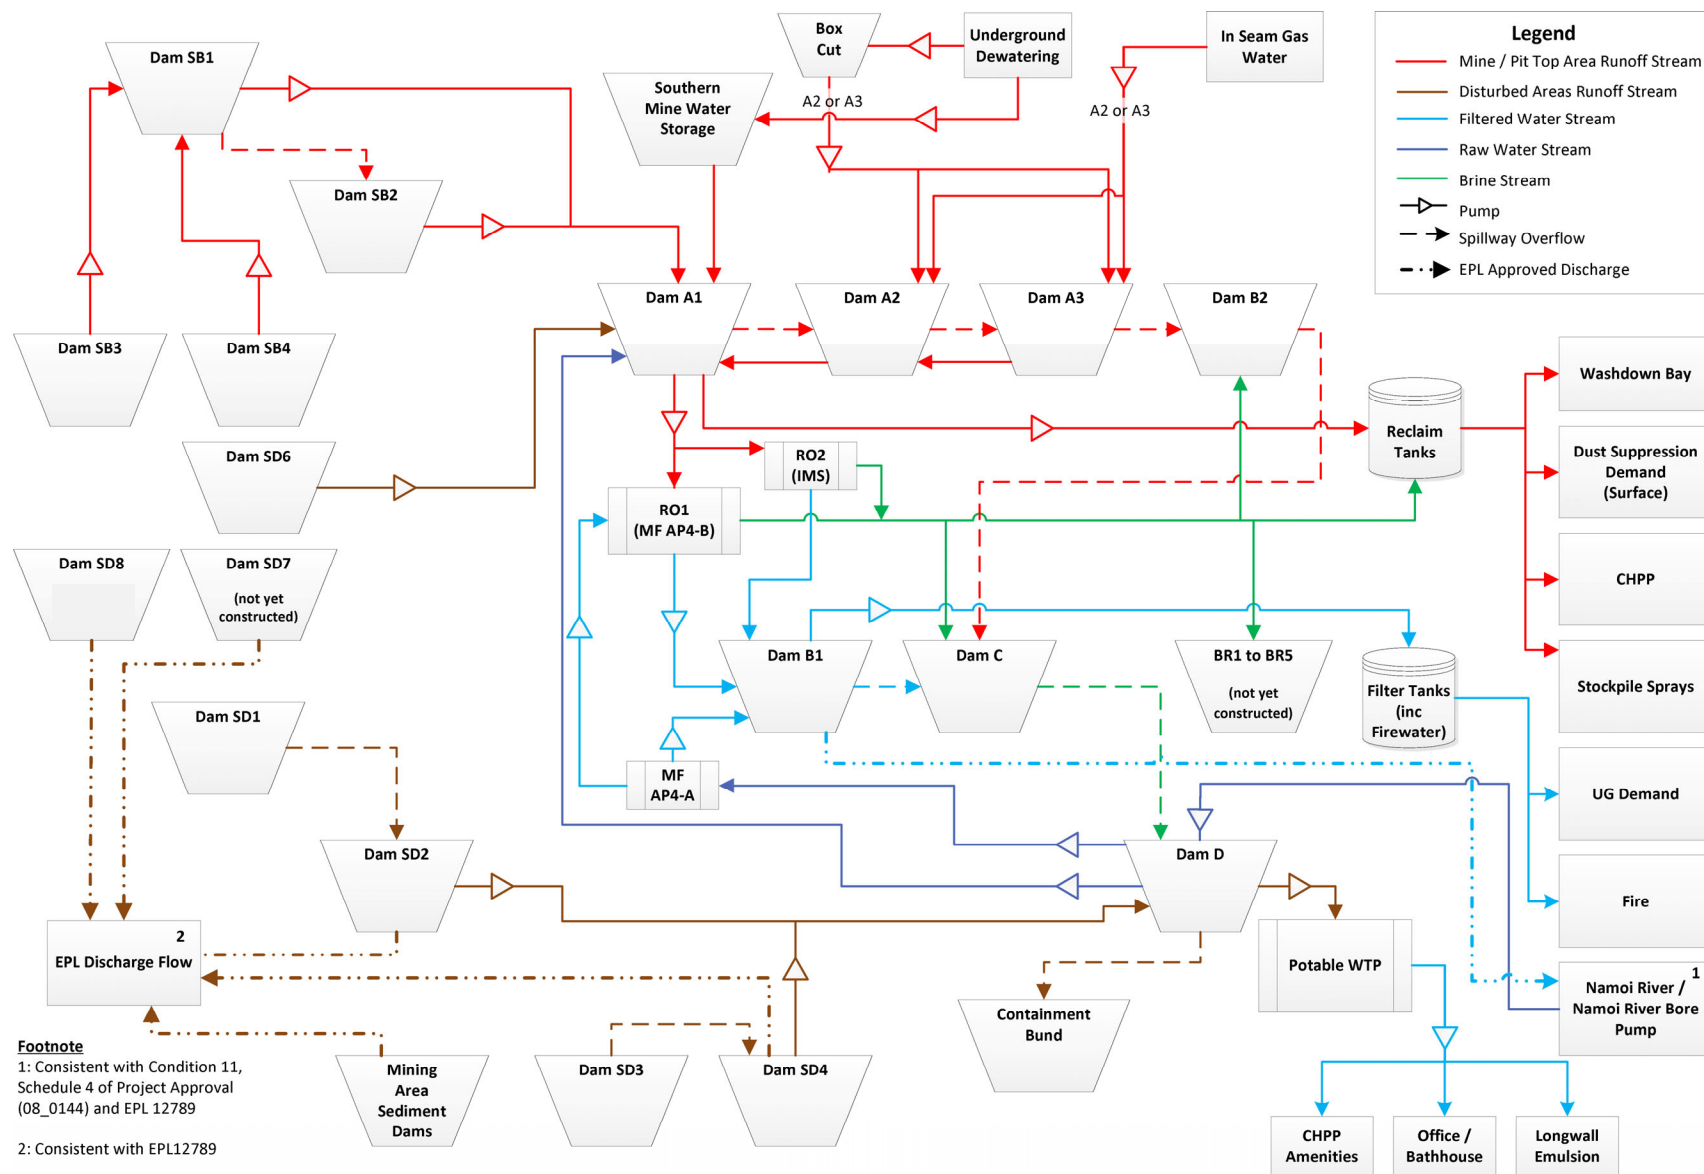 Legend
Mine / Pit Top Area Runoff Stream
Disturbed Areas Runoff Stream
Filtered Water Stream
Raw Water Stream
Brine Stream
Pump
Spillway Overflow
EPL Approved Discharge
Dam SB1
Box
Cut
Underground
Dewatering
In Seam Gas
Water
Southern
Mine Water
Storage
A2 or A3
A2 or A3
Dam SB2
Dam A1
Dam A2
Dam A3
Dam B2
Dam SB3
Dam SB4
Washdown Bay
Reclaim
Tanks
Dam SD6
RO2
(IMS)
Dust Suppression
Demand
(Surface)
RO1
(MF AP4-B)
Dam SD8
Dam SD7
(not yet
constructed)
CHPP
Dam B1
Dam C
BR1 to BR5
(not yet
constructed)
Filter Tanks
(inc
Firewater)
Stockpile Sprays
Dam SD1
MF
AP4-A
UG Demand
Dam SD2
Dam D
Fire
2
EPL Discharge Flow
Potable WTP
1
Namoi River /
Namoi River Bore
Pump
Containment
Bund
Footnote
1: Consistent with Condition 11,
Schedule 4 of Project Approval
(08_0144) and EPL 12789
2: Consistent with EPL12789
Mining
Area
Sediment
Dams
Dam SD3
Dam SD4
CHPP
Amenities
Office /
Bathhouse
Longwall
Emulsion